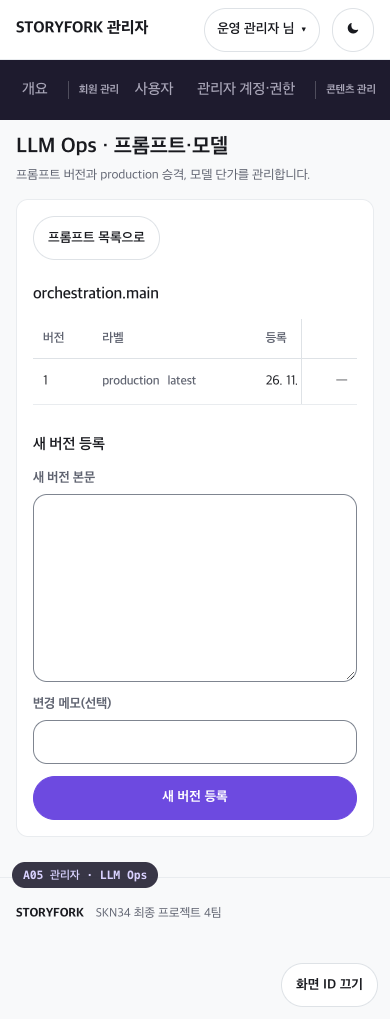 STORYFORK 관리자
운영 관리자 님 ▾
개요 회원 관리 사용자 관리자 계정·권한 콘텐츠 관리
LLM Ops · 프롬프트·모델
프롬프트 버전과 production 승격, 모델 단가를 관리합니다.
프롬프트 목록으로
orchestration.main
버전 라벨 등록
1 production latest 26. 11. —
새 버전 등록
새 버전 본문
변경 메모(선택)
새 버전 등록
A05 관리자 · LLM Ops
STORYFORK SKN34 최종 프로젝트 4팀
화면 ID 끄기